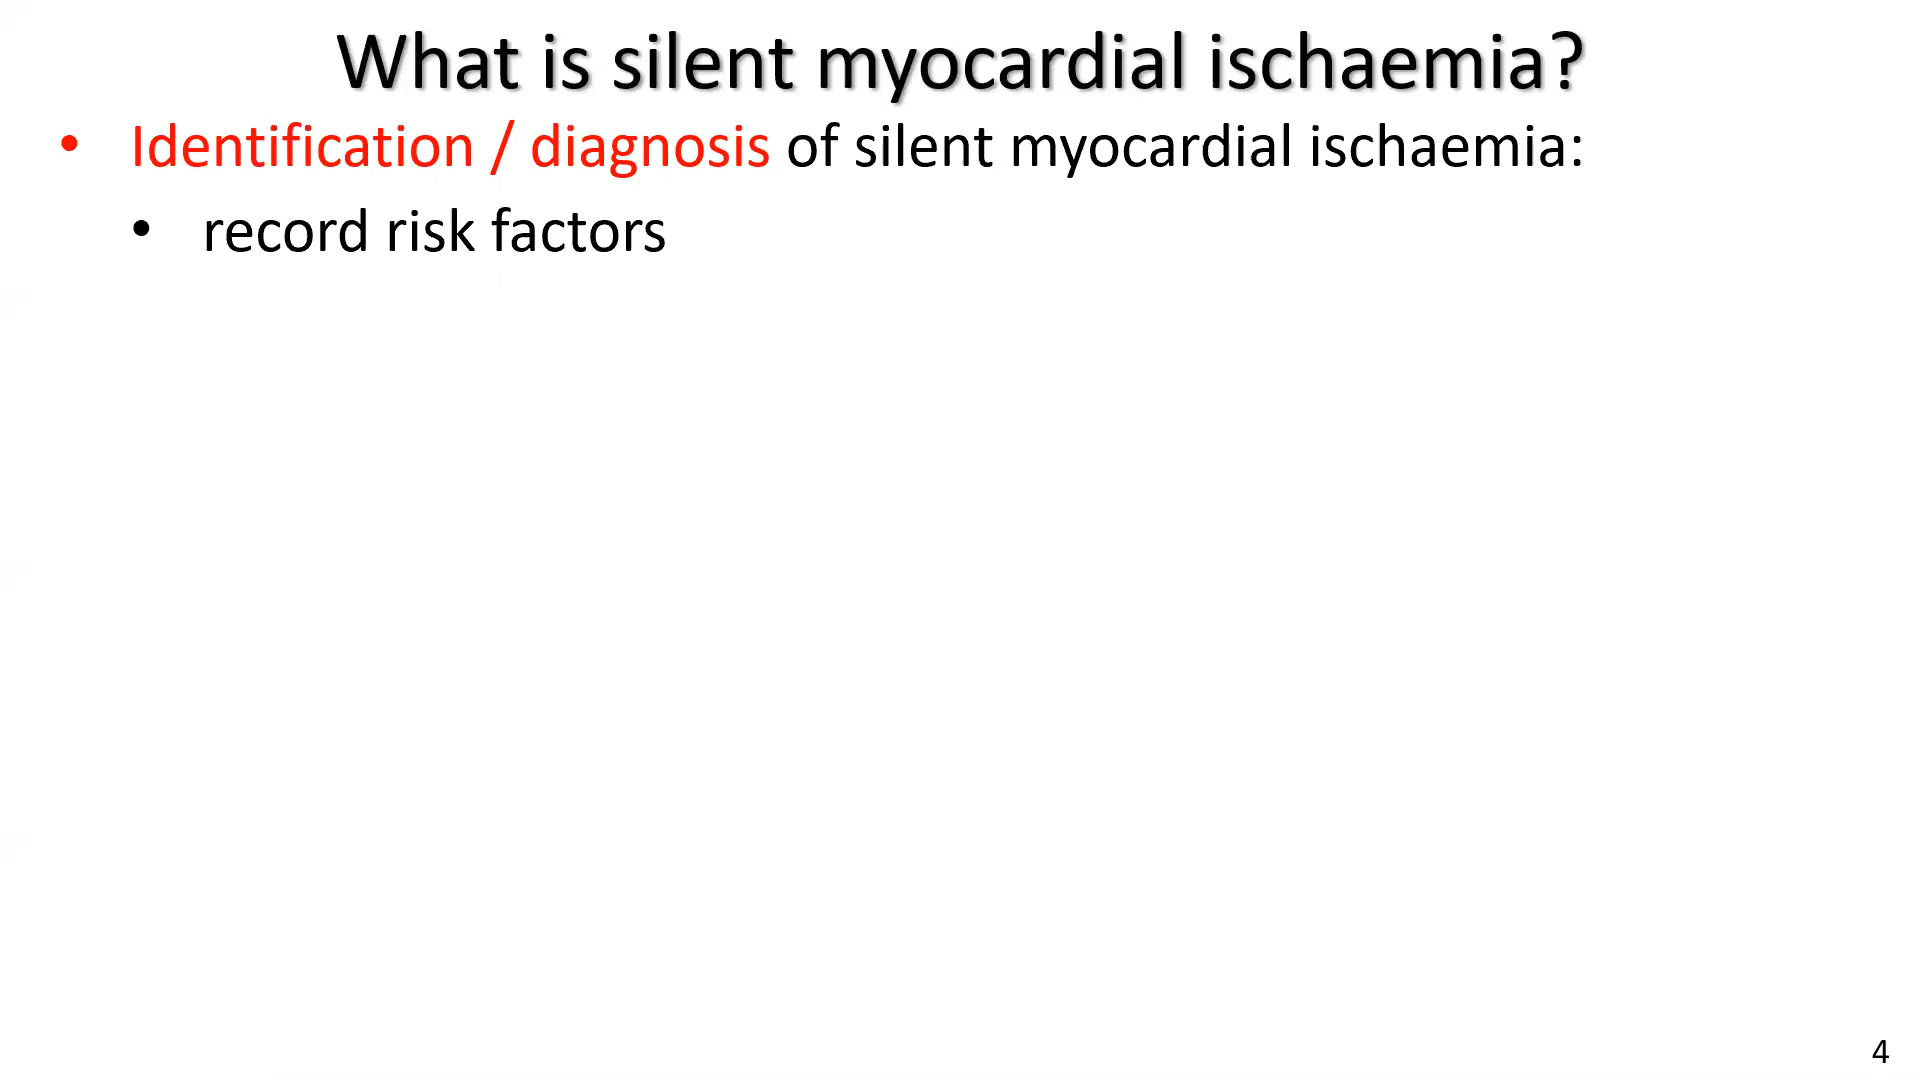 What is silent myocardial ischaemia?
• Identification / diagnosis of silent myocardial ischaemia:
• record risk factors
4